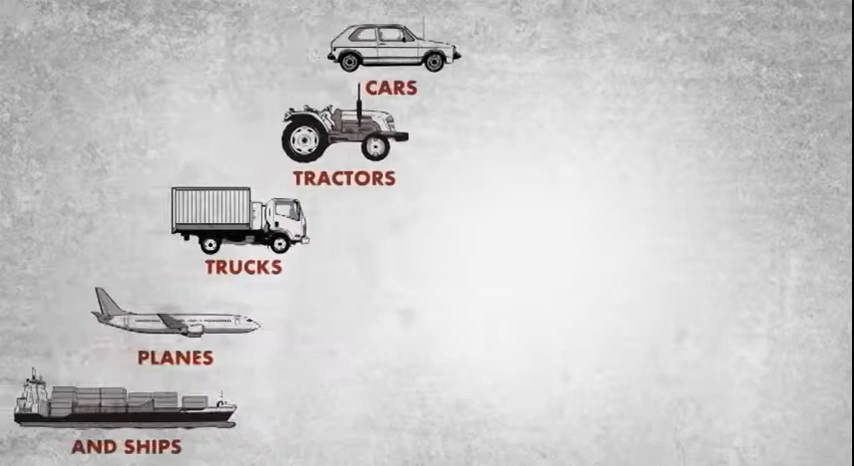 CARS
TRACTORS
TRUCKS
PLANES
AND SHIPS